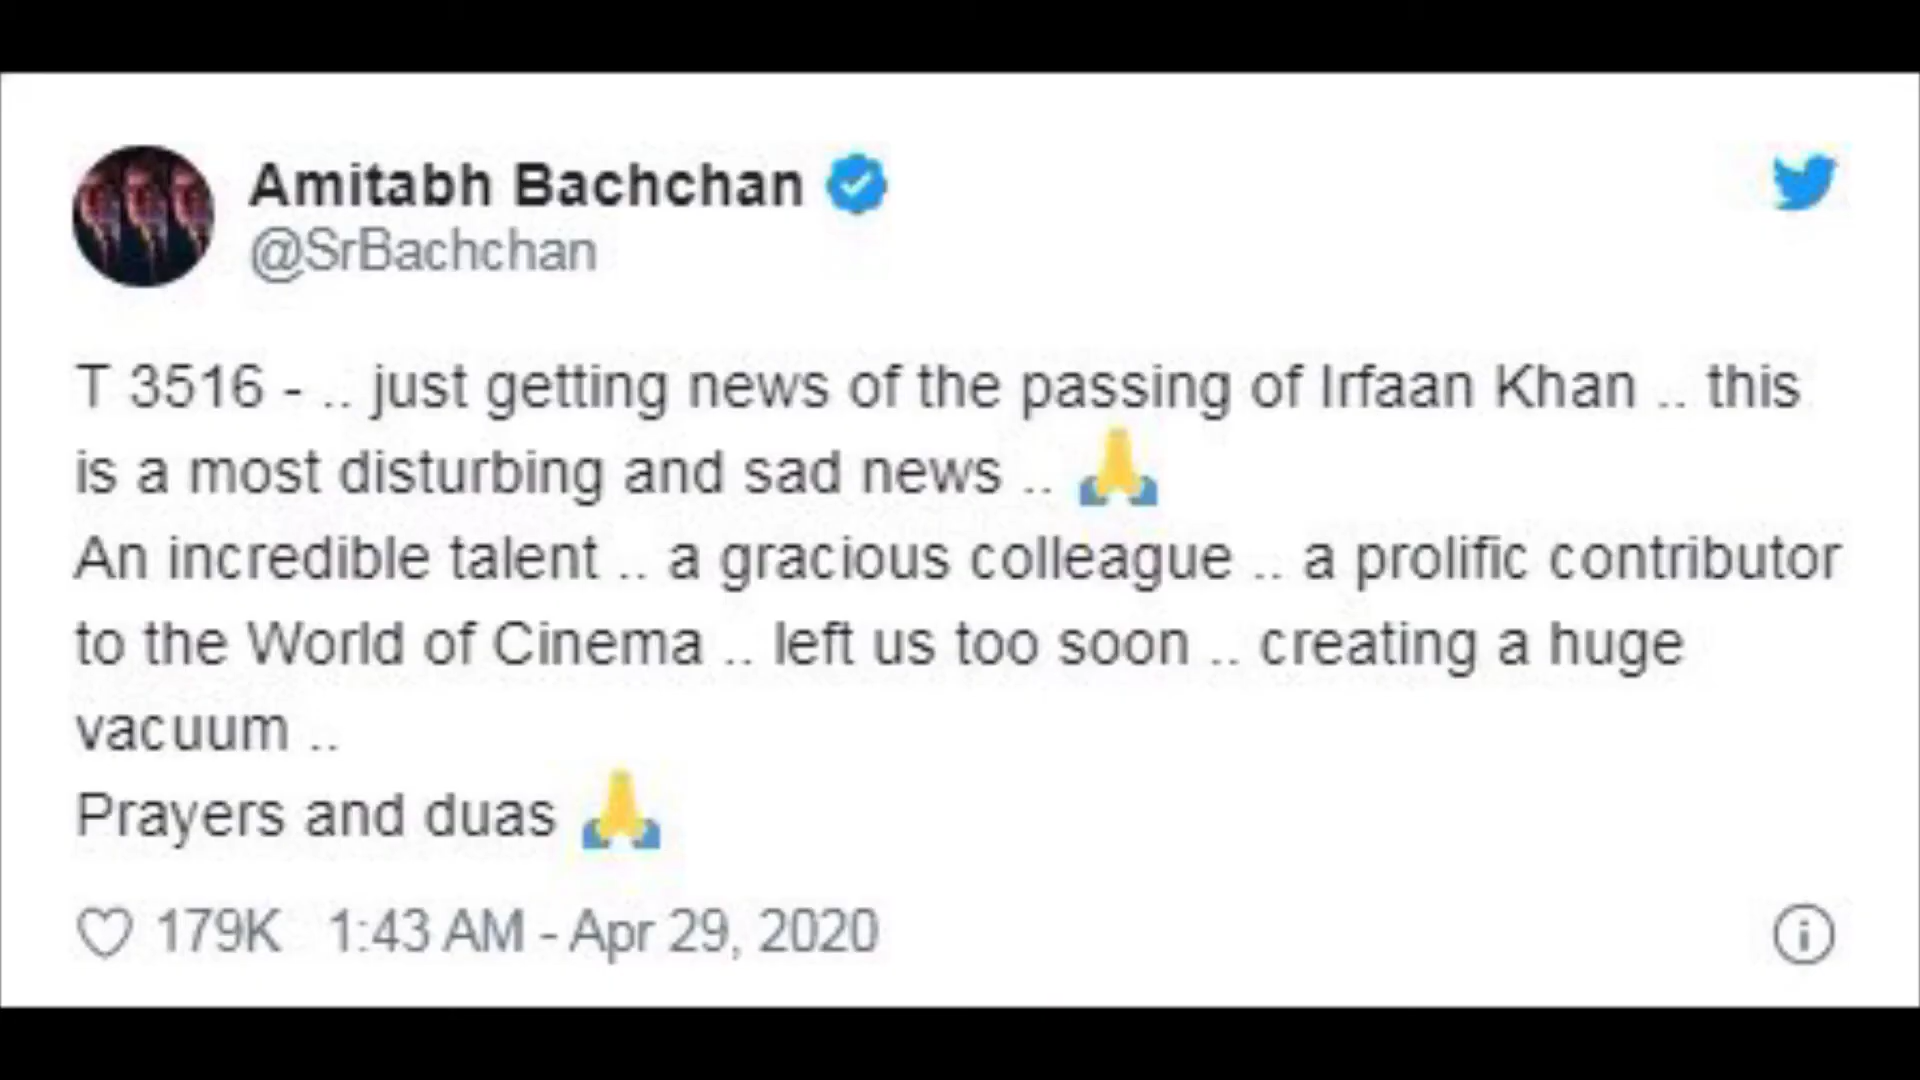 Amitabh Bachchan
@SrBachchan
T 3516 - .. just getting news of the passing of Irfaan Khan .. this
is a most disturbing and sad news .. 🙏
An incredible talent .. a gracious colleague .. a prolific contributor
to the World of Cinema .. left us too soon .. creating a huge
vacuum ..
Prayers and duas 🙏
179K 1:43 AM - Apr 29, 2020